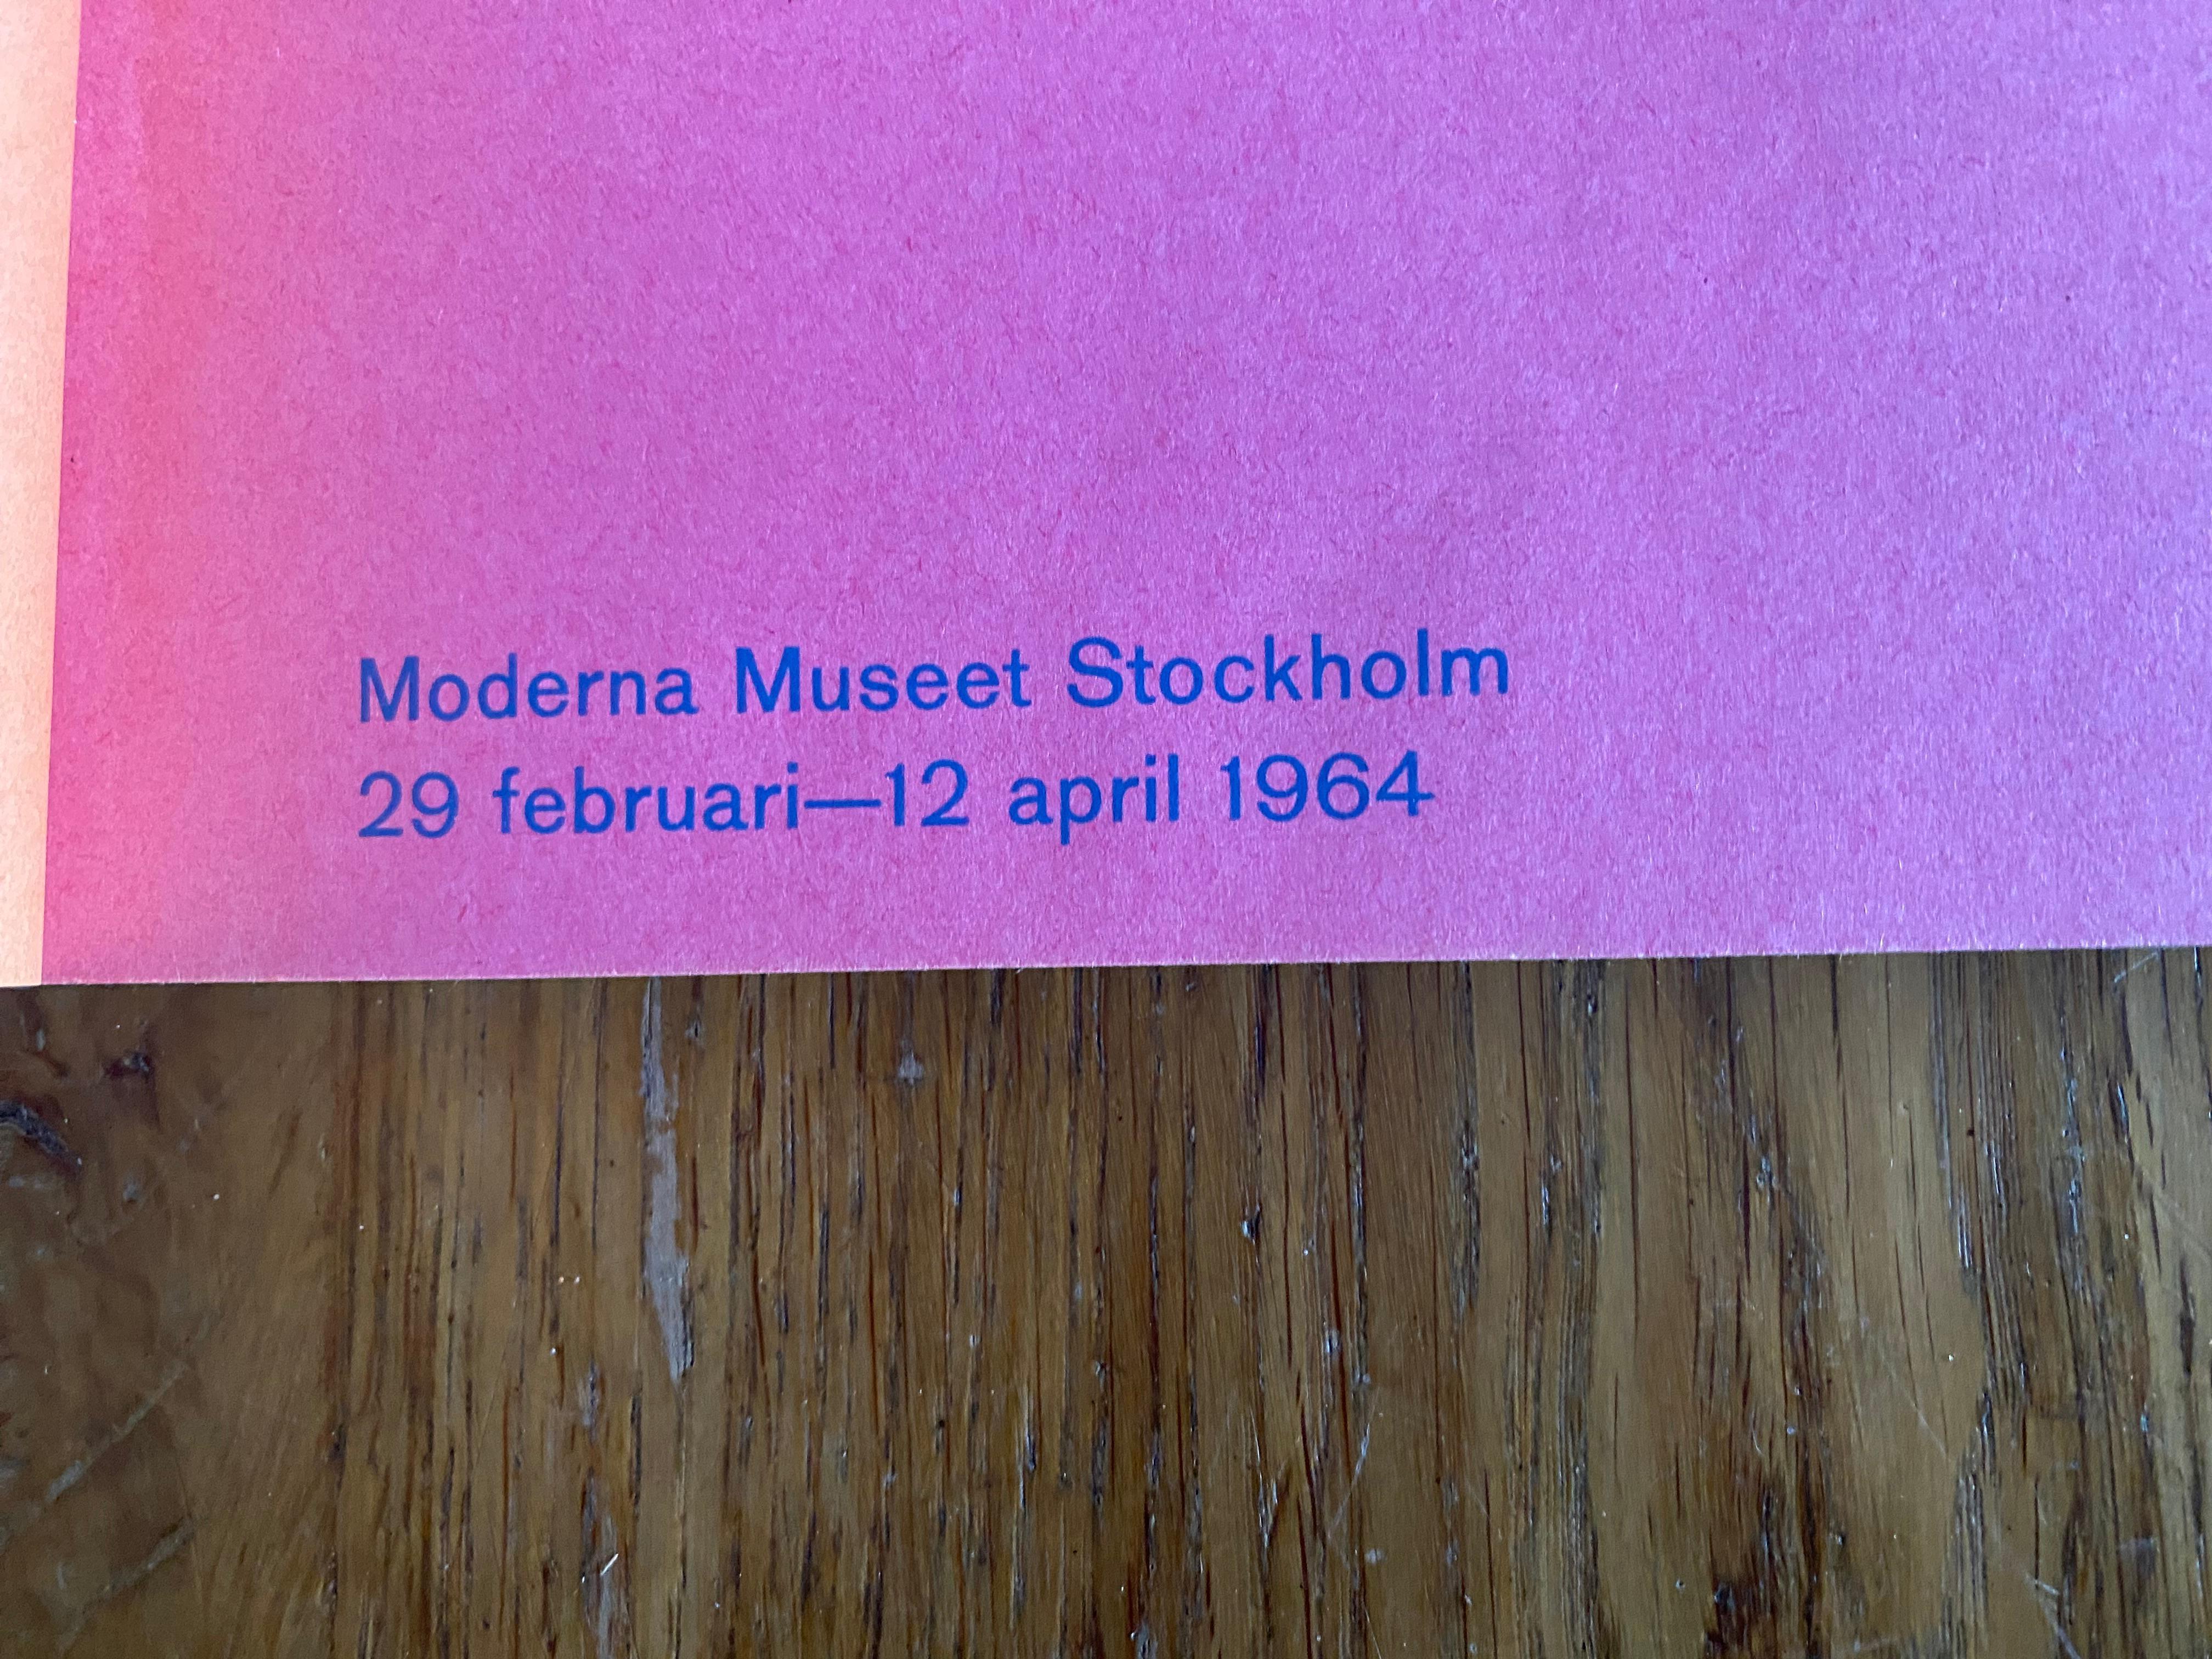 Moderna Museet Stockholm
29 februari—12 april 1964